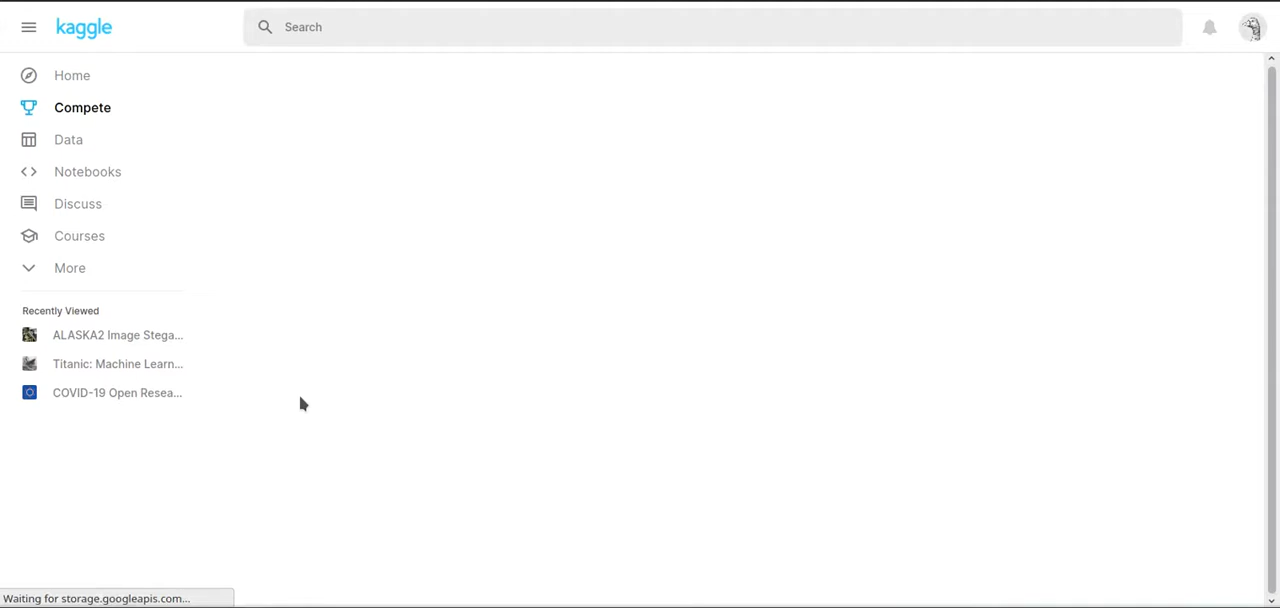 kaggle
Search
Home
Compete
Data
Notebooks
Discuss
Courses
More
Recently Viewed
ALASKA2 Image Stega...
Titanic: Machine Learn...
COVID-19 Open Resea...
Waiting for storage.googleapis.com...